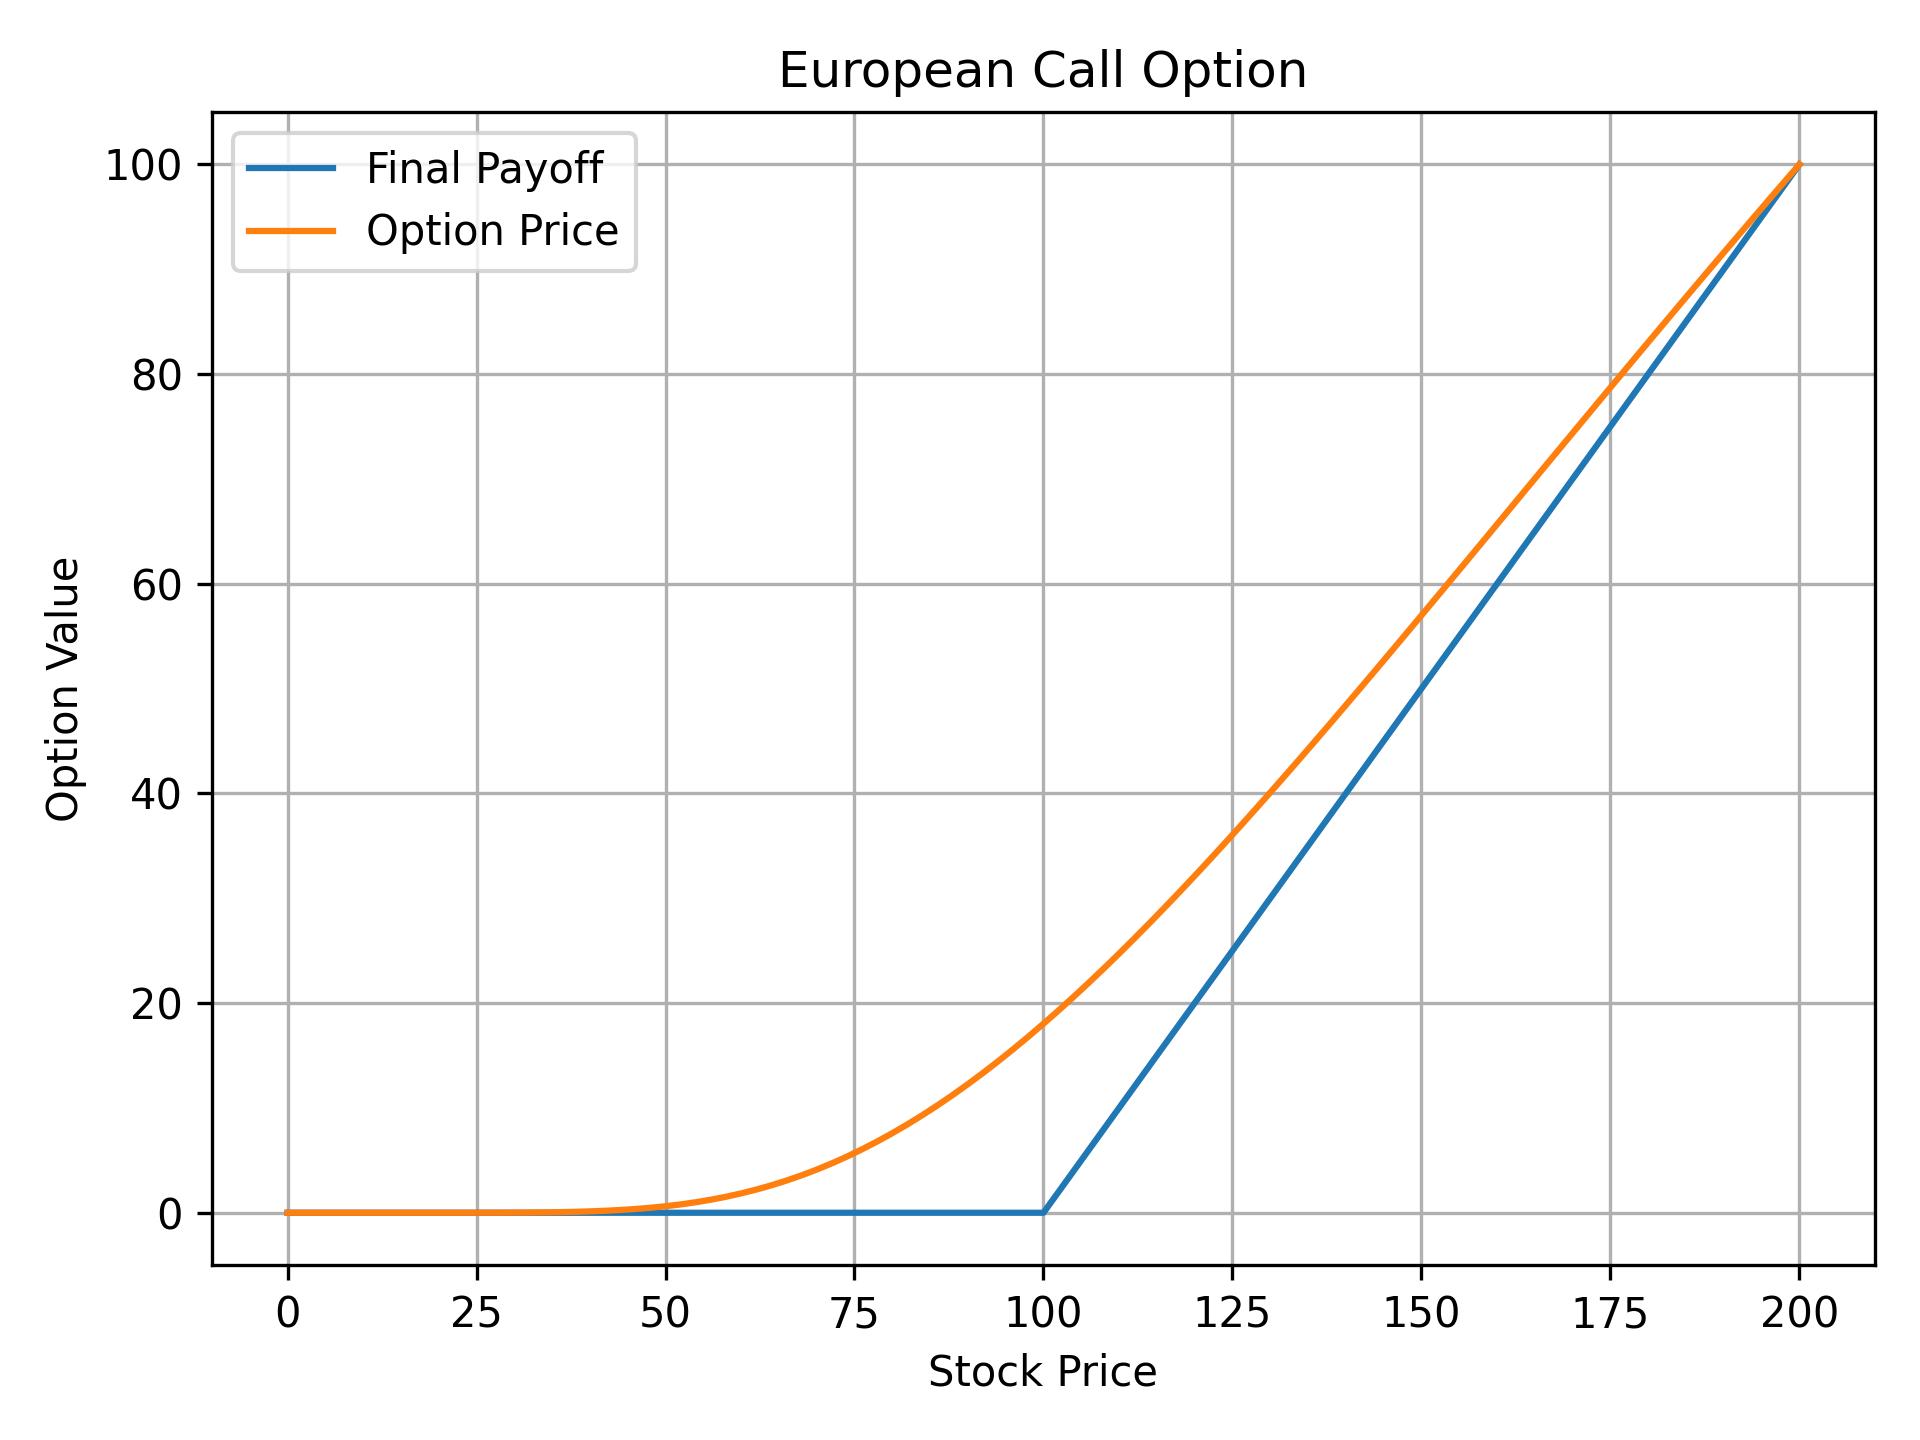 European Call Option
Final Payoff
Option Price
100
80
60
40
20
0
Option Value
0 25 50 75 100 125 150 175 200
Stock Price